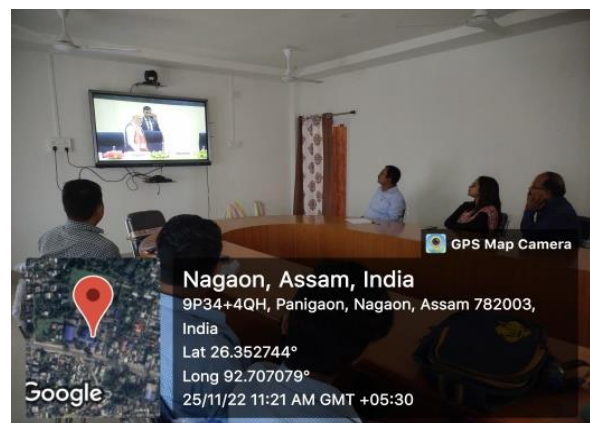 GPS Map Camera
Nagaon, Assam, India
9P34+4QH, Panigaon, Nagaon, Assam 782003,
India
Lat 26.352744°
Long 92.707079°
25/11/22 11:21 AM GMT +05:30
Google